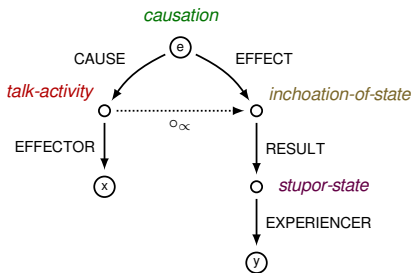 causation
e
CAUSE EFFECT
talk-activity inchoation-of-state
∘∝
EFFECTOR RESULT
x stupor-state
EXPERIENCER
y